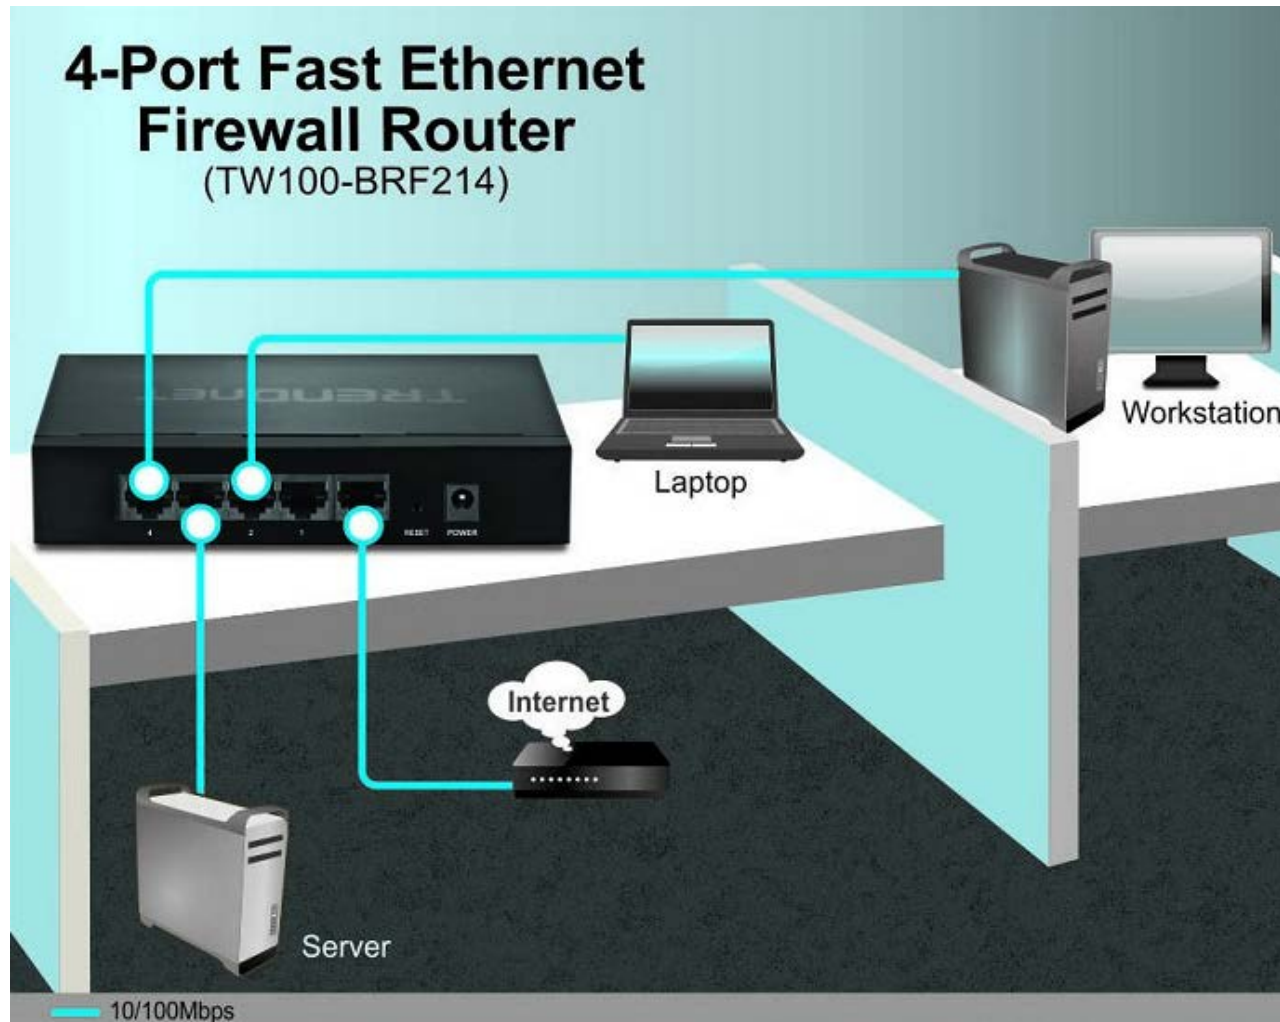 4-Port Fast Ethernet
Firewall Router
(TW100-BRF214)
TRENDNET
Workstation
Laptop
4
2
1
RESET
POWER
Internet
Server
10/100Mbps